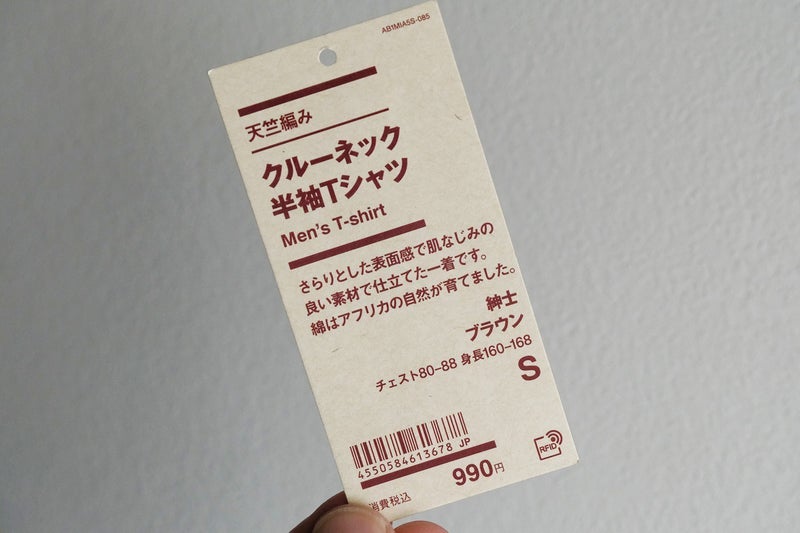 AB1MIA5S-085
天竺編み
クルーネック
半袖Tシャツ
Men's T-shirt
さらりとした表面感で肌なじみの
良い素材で仕立てた一着です。
綿はアフリカの自然が育てました。
紳士
ブラウン
チェスト80–88 身長160–168
S
4550584613678 JP
RFID
990円
消費税込